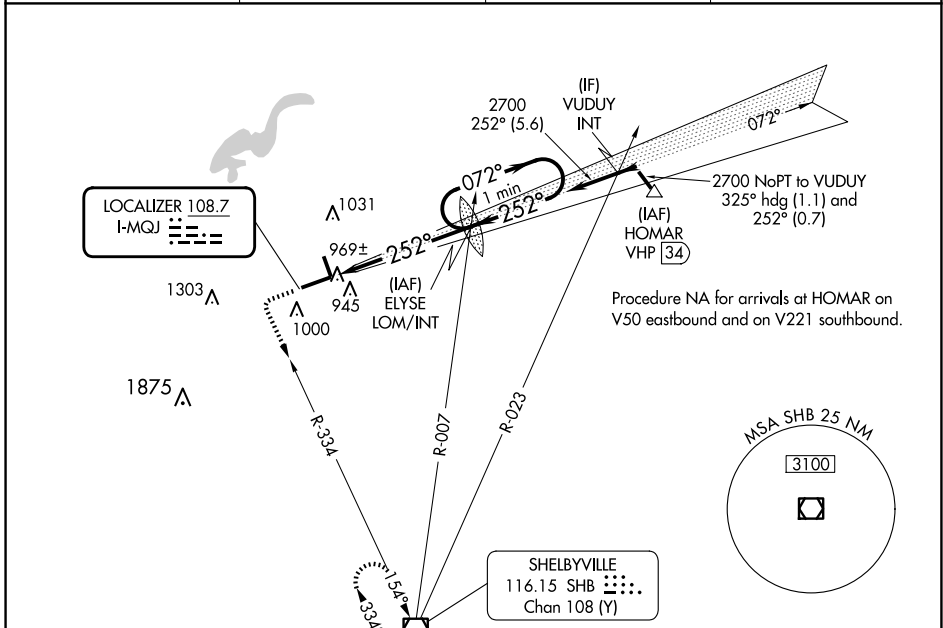 (IF)
VUDUY
INT
2700
252° (5.6)
072°
072°
1 min
252°
2700 NoPT to VUDUY
325° hdg (1.1) and
252° (0.7)
(IAF)
HOMAR
VHP 34
LOCALIZER 108.7
I-MQJ
1031
969±
252°
(IAF)
ELYSE
LOM/INT
1303
945
1000
Procedure NA for arrivals at HOMAR on
V50 eastbound and on V221 southbound.
1875
R-334
R-007
R-023
MSA SHB 25 NM
3100
SHELBYVILLE
116.15 SHB
Chan 108 (Y)
154°
334°